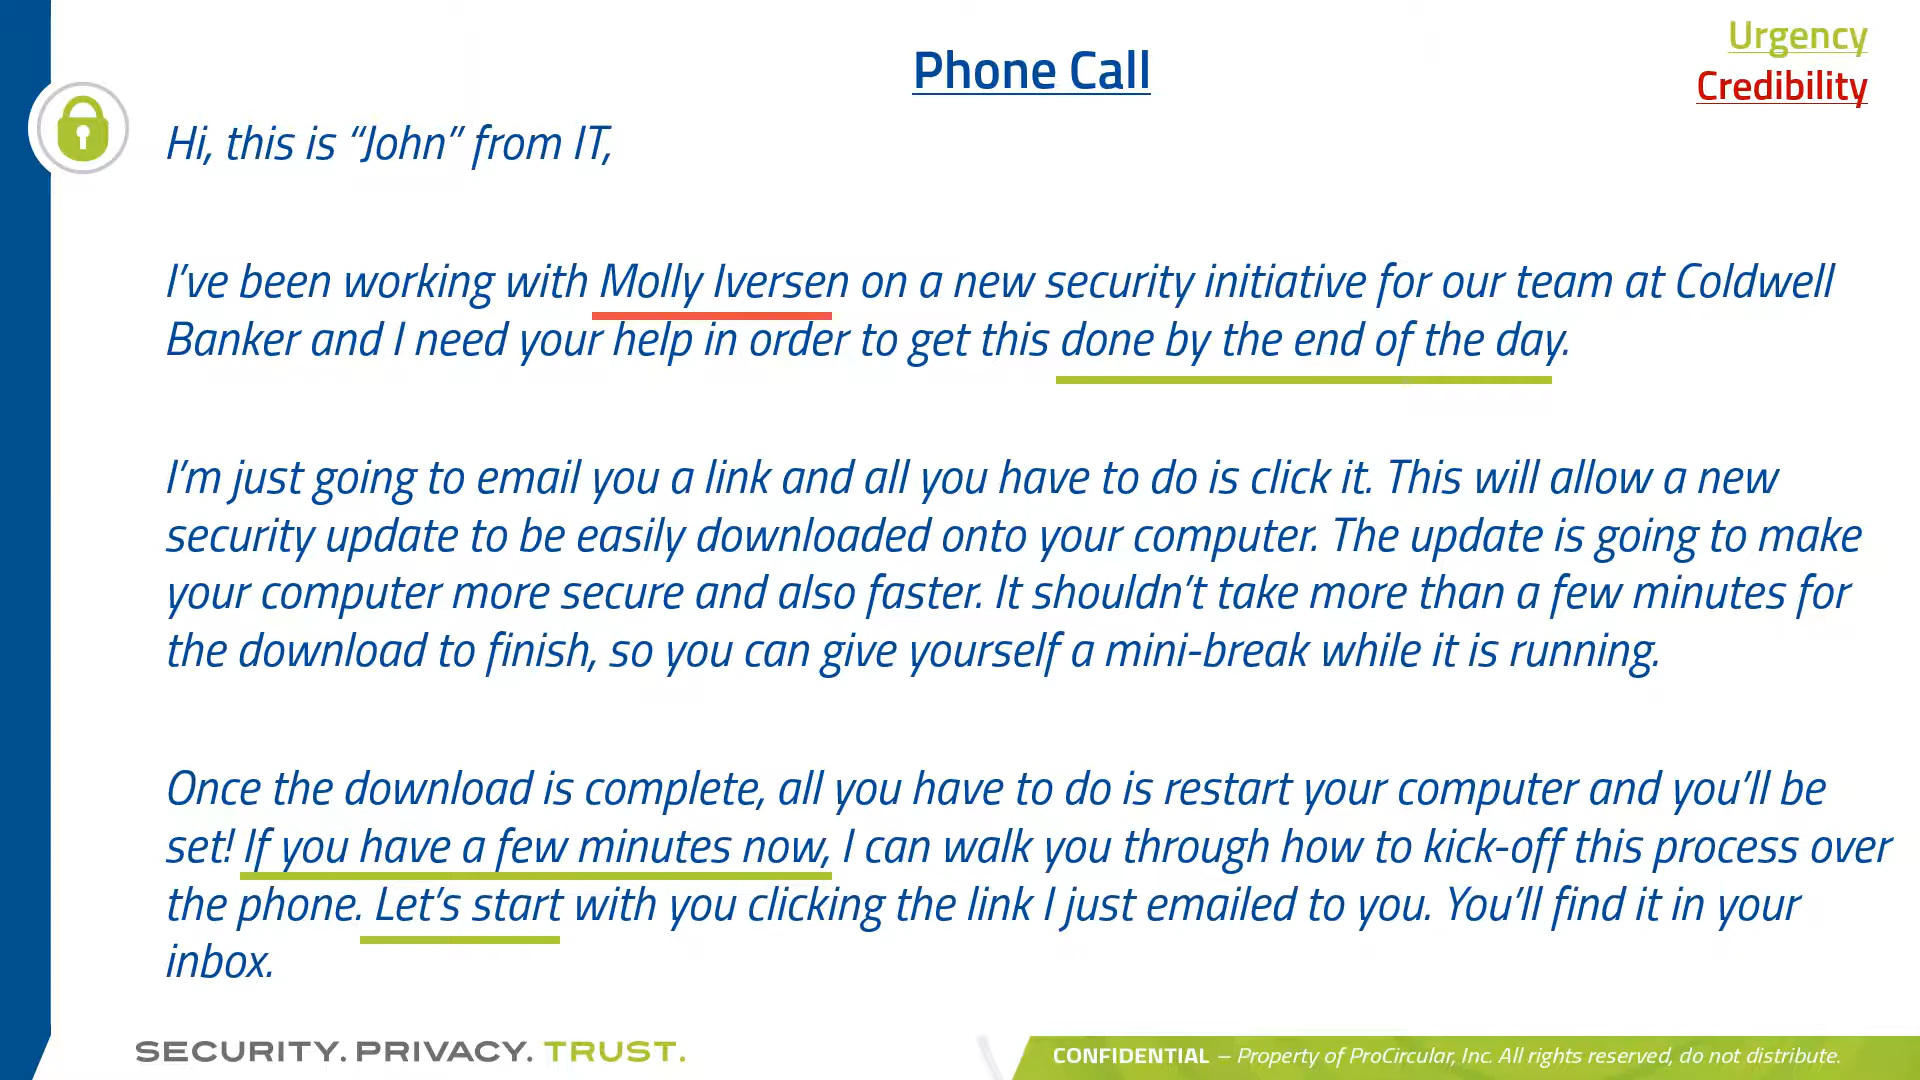 Urgency
Phone Call
Credibility
Hi, this is “John” from IT,
I’ve been working with Molly Iversen on a new security initiative for our team at Coldwell
Banker and I need your help in order to get this done by the end of the day.
I’m just going to email you a link and all you have to do is click it. This will allow a new
security update to be easily downloaded onto your computer. The update is going to make
your computer more secure and also faster. It shouldn’t take more than a few minutes for
the download to finish, so you can give yourself a mini-break while it is running.
Once the download is complete, all you have to do is restart your computer and you’ll be
set! If you have a few minutes now, I can walk you through how to kick-off this process over
the phone. Let’s start with you clicking the link I just emailed to you. You’ll find it in your
inbox.
SECURITY. PRIVACY. TRUST.
CONFIDENTIAL – Property of ProCircular, Inc. All rights reserved, do not distribute.